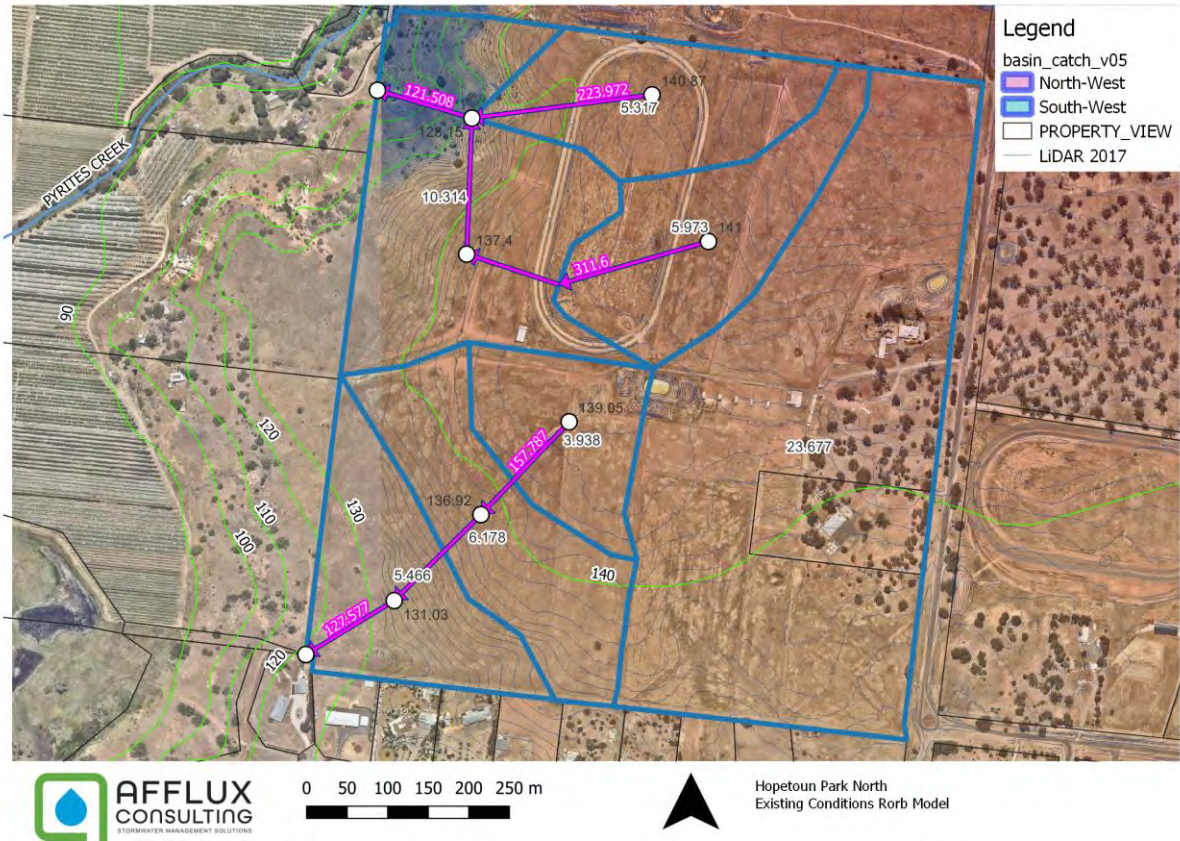 Legend
basin_catch_v05
North-West
South-West
PROPERTY_VIEW
LiDAR 2017
PYRITES CREEK
121.508
223.972
140.87
5.317
128.15
10.314
137.4
311.6
5.973
141
90
120
110
100
130
139.05
3.938
157.787
136.92
6.178
23.677
140
5.466
131.03
127.577
120
AFFLUX
CONSULTING
STORMWATER MANAGEMENT SOLUTIONS
0 50 100 150 200 250 m
Hopetoun Park North
Existing Conditions Rorb Model